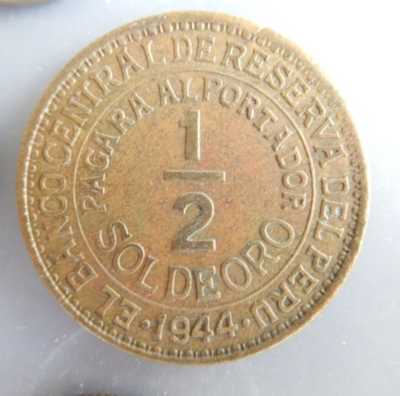 EL BANCO CENTRAL DE RESERVA DEL PERU
PAGARA AL PORTADOR
1
2
SOL DE ORO
1944